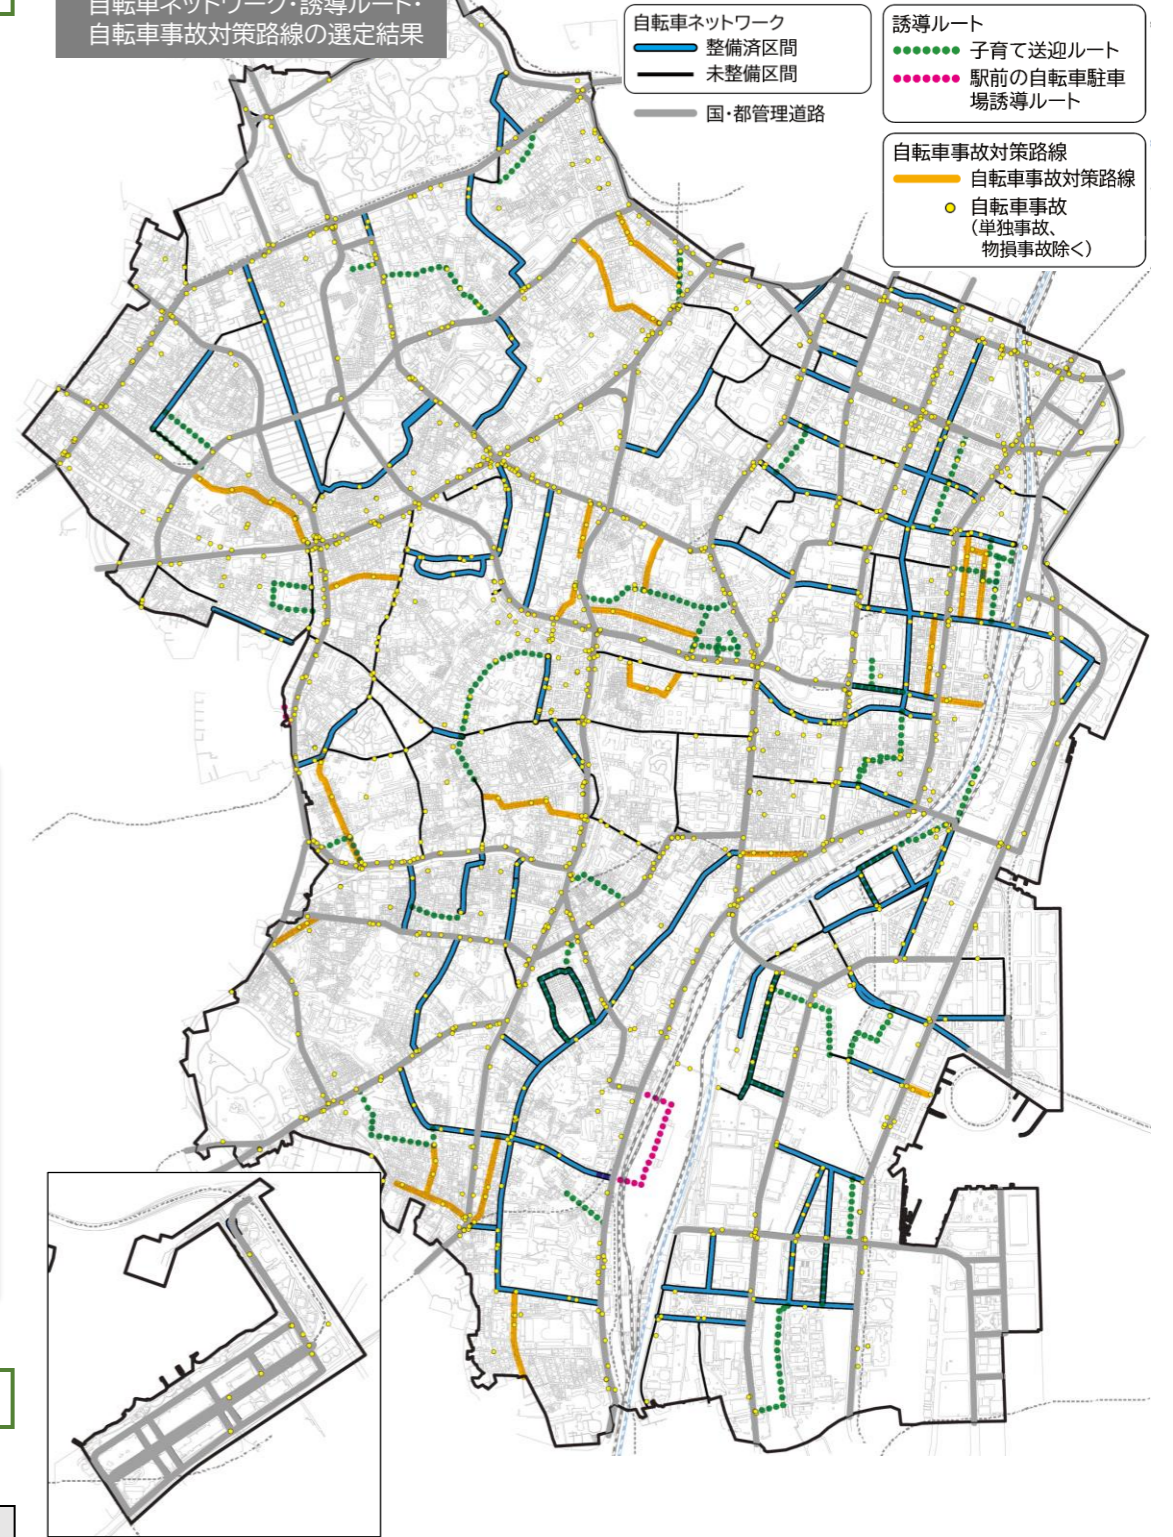 自転車ネットワーク・誘導ルート・
自転車事故対策路線の選定結果
自転車ネットワーク
整備済区間
未整備区間
国・都管理道路
誘導ルート
子育て送迎ルート
駅前の自転車駐車
場誘導ルート
自転車事故対策路線
自転車事故対策路線
自転車事故
(単独事故、
物損事故除く)